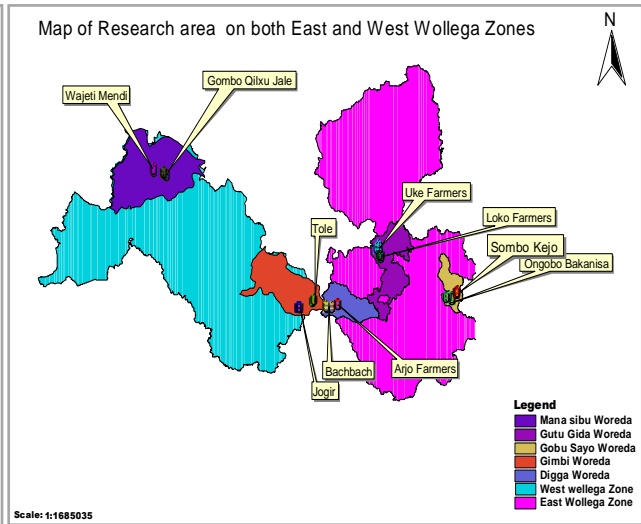 Map of Research area on both East and West Wollega Zones
N
Gombo Qilxu Jale
Wajeti Mendi
Uke Farmers
Loko Farmers
Tole
Sombo Kejo
Ongobo Bakanisa
Bachbach
Arjo Farmers
Jogir
Legend
Mana sibu Woreda
Gutu Gida Woreda
Gobu Sayo Woreda
Gimbi Woreda
Digga Woreda
West wellega Zone
East Wollega Zone
Scale: 1:1685035